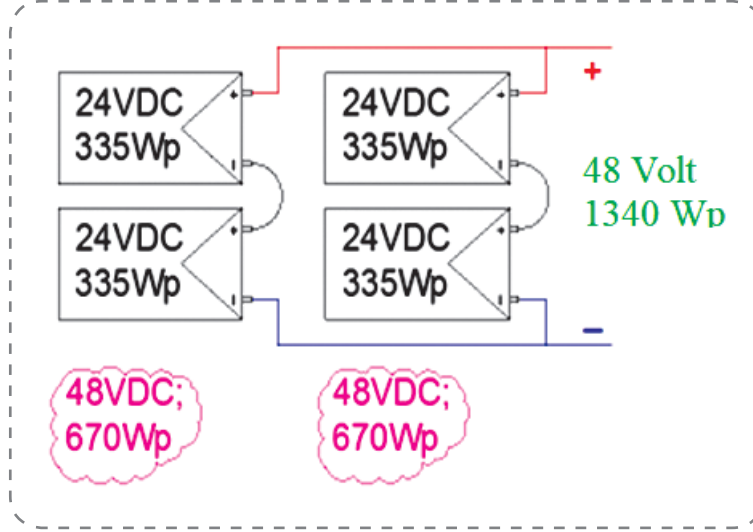 24VDC
335Wp
24VDC
335Wp
+
48 Volt
1340 Wp
24VDC
335Wp
24VDC
335Wp
–
48VDC;
670Wp
48VDC;
670Wp